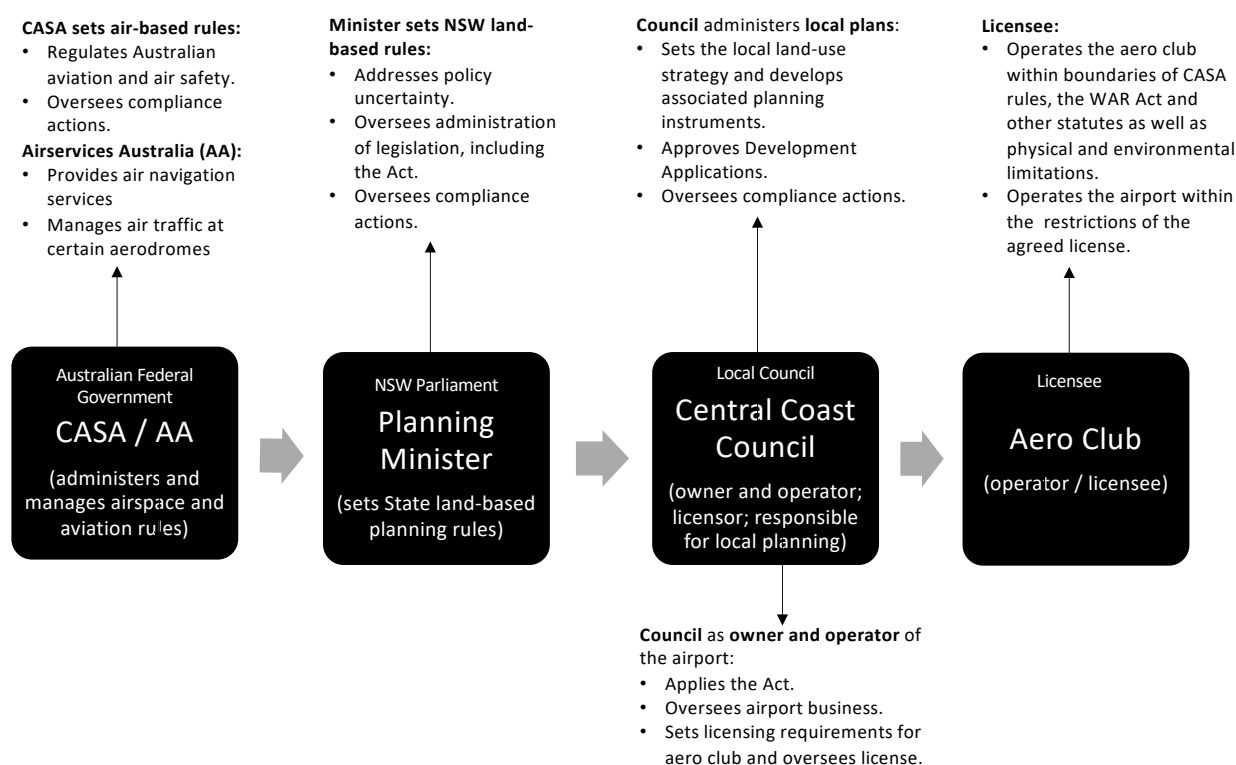 CASA sets air-based rules:
• Regulates Australian
aviation and air safety.
• Oversees compliance
actions.
Airservices Australia (AA):
• Provides air navigation
services
• Manages air traffic at
certain aerodromes
Minister sets NSW land-
based rules:
• Addresses policy
uncertainty.
• Oversees administration
of legislation, including
the Act.
• Oversees compliance
actions.
Council administers local plans:
• Sets the local land-use
strategy and develops
associated planning
instruments.
• Approves Development
Applications.
• Oversees compliance actions.
Licensee:
• Operates the aero club
within boundaries of CASA
rules, the WAR Act and
other statutes as well as
physical and environmental
limitations.
• Operates the airport within
the restrictions of the
agreed license.
Australian Federal
Government
CASA / AA
(administers and
manages airspace and
aviation rules)
NSW Parliament
Planning
Minister
(sets State land-based
planning rules)
Local Council
Central Coast
Council
(owner and operator;
licensor; responsible
for local planning)
Licensee
Aero Club
(operator / licensee)
Council as owner and operator of
the airport:
• Applies the Act.
• Oversees airport business.
• Sets licensing requirements for
aero club and oversees license.